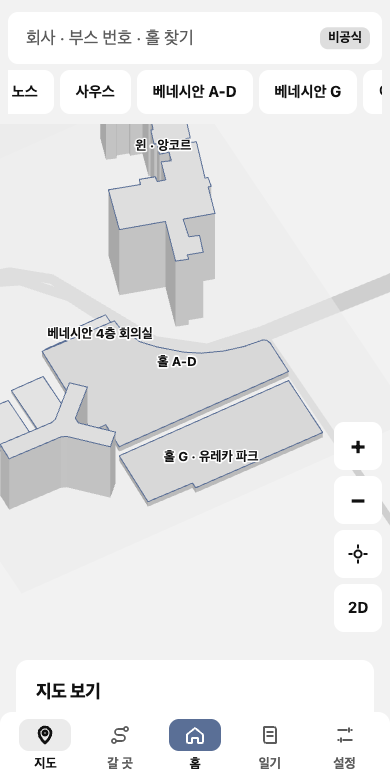 회사 · 부스 번호 · 홀 찾기
비공식
노스
사우스
베네시안 A-D
베네시안 G
윈 · 앙코르
베네시안 4층 회의실
홀 A-D
홀 G · 유레카 파크
+
−
2D
지도 보기
지도
갈 곳
홈
일기
설정